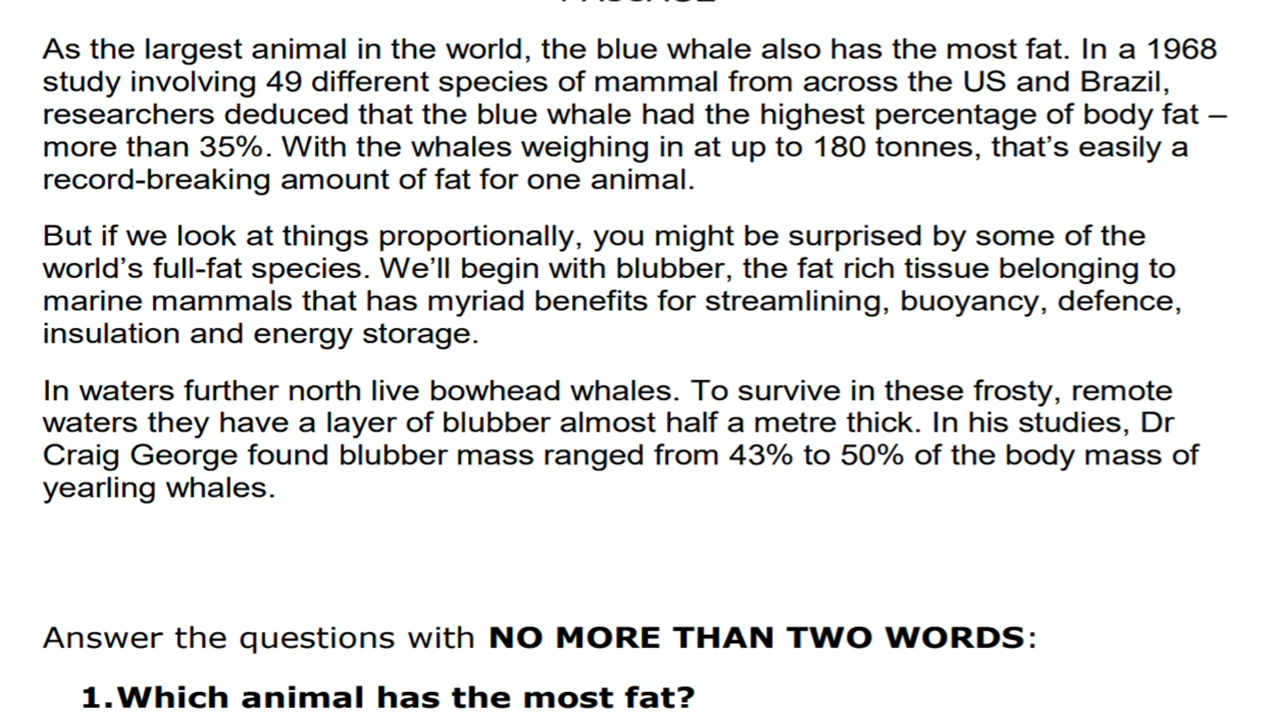 PASSAGE
As the largest animal in the world, the blue whale also has the most fat. In a 1968
study involving 49 different species of mammal from across the US and Brazil,
researchers deduced that the blue whale had the highest percentage of body fat –
more than 35%. With the whales weighing in at up to 180 tonnes, that’s easily a
record-breaking amount of fat for one animal.
But if we look at things proportionally, you might be surprised by some of the
world’s full-fat species. We’ll begin with blubber, the fat rich tissue belonging to
marine mammals that has myriad benefits for streamlining, buoyancy, defence,
insulation and energy storage.
In waters further north live bowhead whales. To survive in these frosty, remote
waters they have a layer of blubber almost half a metre thick. In his studies, Dr
Craig George found blubber mass ranged from 43% to 50% of the body mass of
yearling whales.
Answer the questions with NO MORE THAN TWO WORDS:
1.Which animal has the most fat?